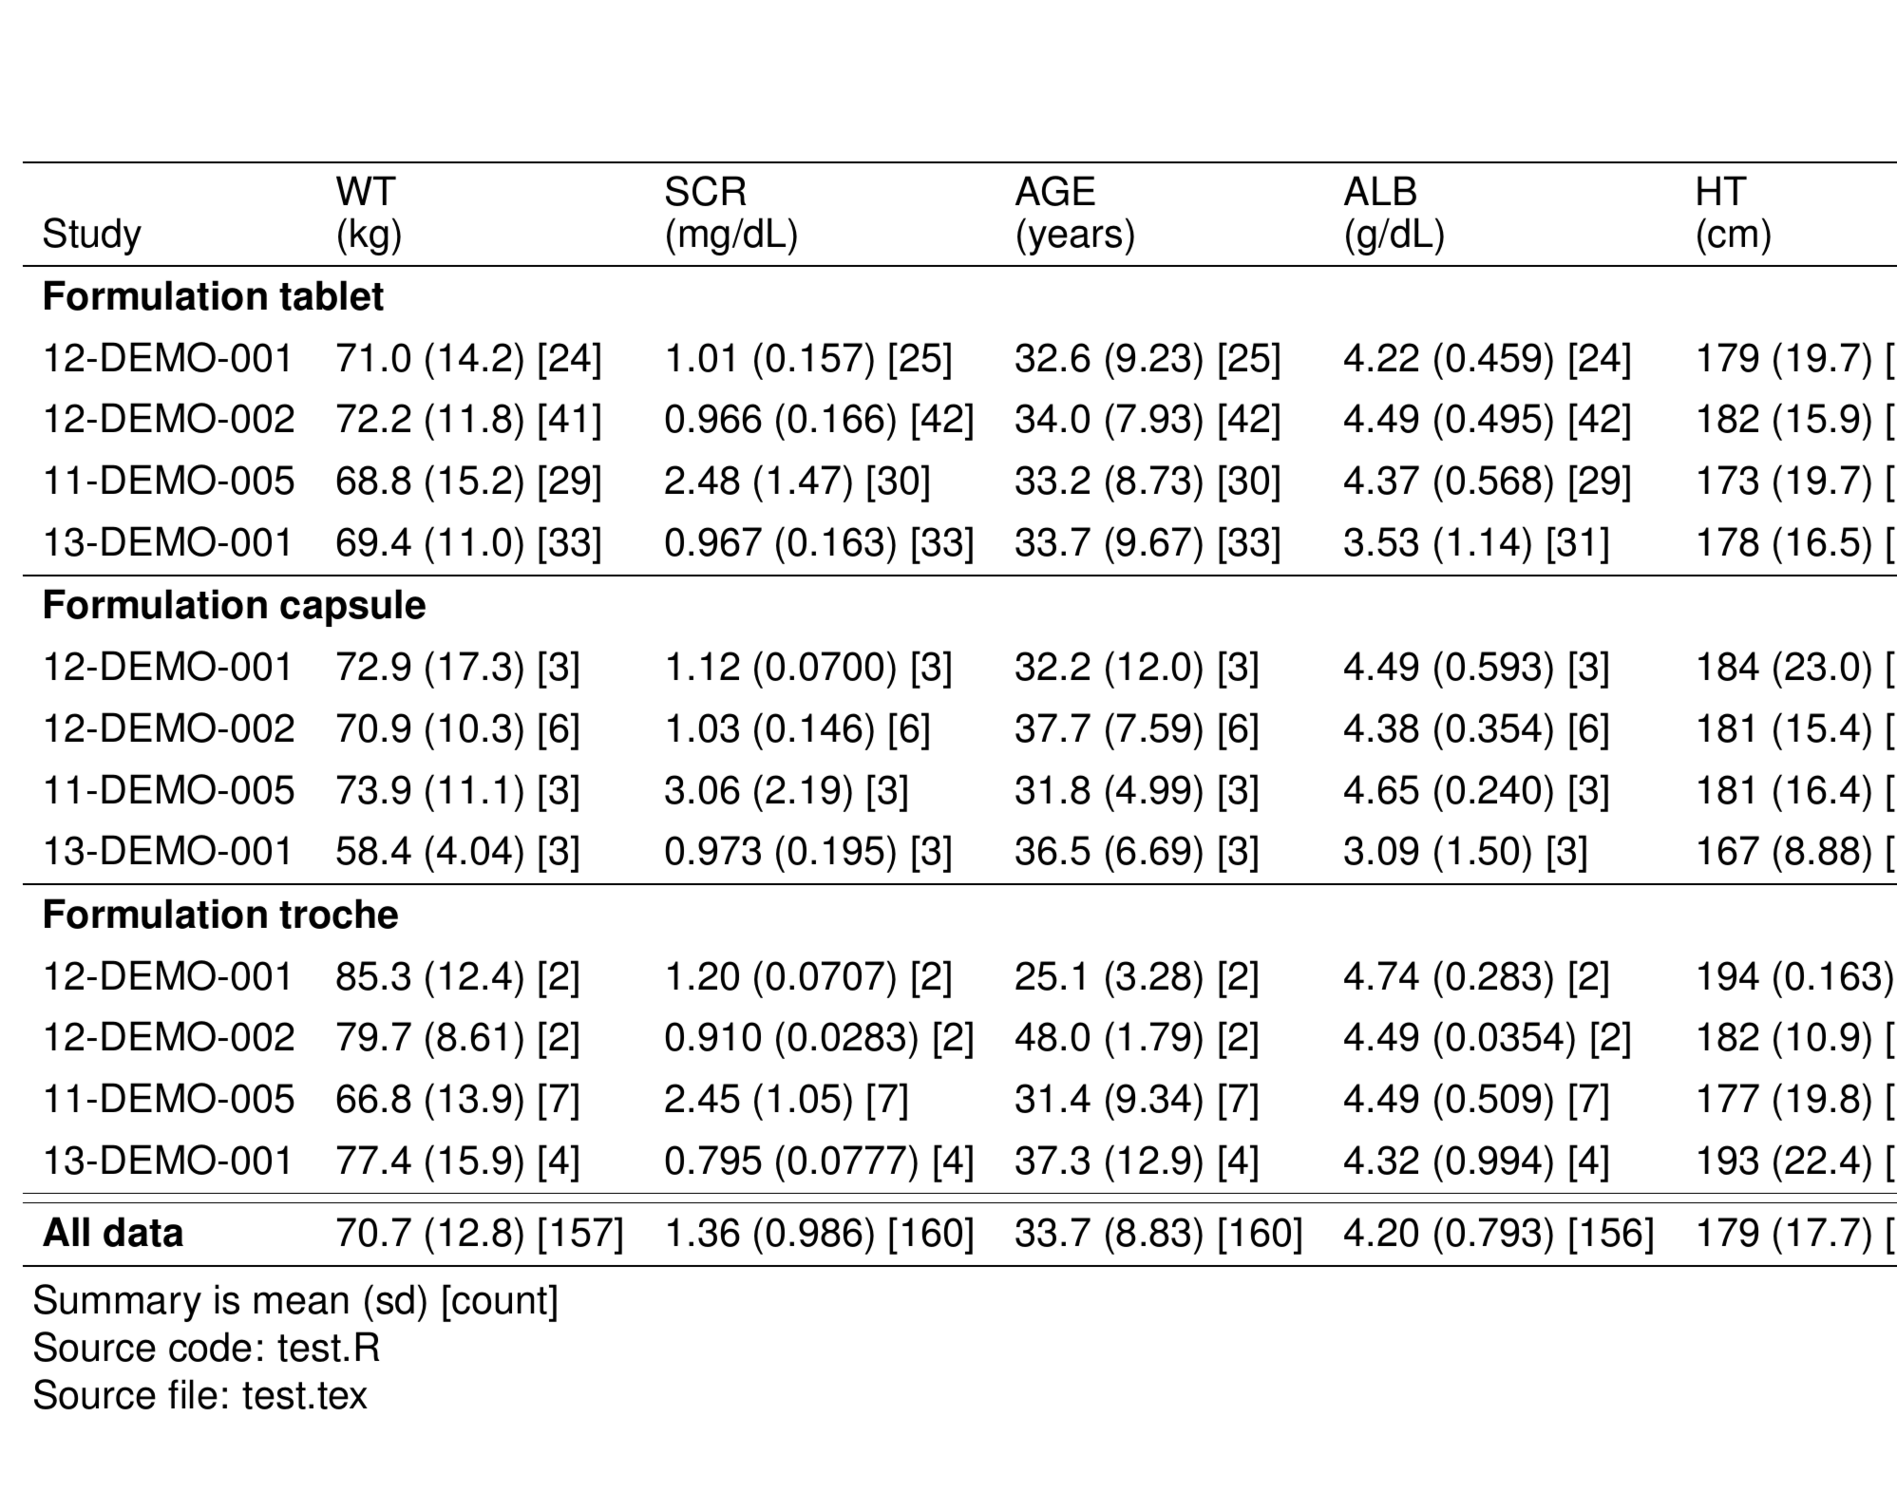 WT SCR AGE ALB HT
Study (kg) (mg/dL) (years) (g/dL) (cm)
Formulation tablet
12-DEMO-001 71.0 (14.2) [24] 1.01 (0.157) [25] 32.6 (9.23) [25] 4.22 (0.459) [24] 179 (19.7) [
12-DEMO-002 72.2 (11.8) [41] 0.966 (0.166) [42] 34.0 (7.93) [42] 4.49 (0.495) [42] 182 (15.9) [
11-DEMO-005 68.8 (15.2) [29] 2.48 (1.47) [30] 33.2 (8.73) [30] 4.37 (0.568) [29] 173 (19.7) [
13-DEMO-001 69.4 (11.0) [33] 0.967 (0.163) [33] 33.7 (9.67) [33] 3.53 (1.14) [31] 178 (16.5) [
Formulation capsule
12-DEMO-001 72.9 (17.3) [3] 1.12 (0.0700) [3] 32.2 (12.0) [3] 4.49 (0.593) [3] 184 (23.0) [
12-DEMO-002 70.9 (10.3) [6] 1.03 (0.146) [6] 37.7 (7.59) [6] 4.38 (0.354) [6] 181 (15.4) [
11-DEMO-005 73.9 (11.1) [3] 3.06 (2.19) [3] 31.8 (4.99) [3] 4.65 (0.240) [3] 181 (16.4) [
13-DEMO-001 58.4 (4.04) [3] 0.973 (0.195) [3] 36.5 (6.69) [3] 3.09 (1.50) [3] 167 (8.88) [
Formulation troche
12-DEMO-001 85.3 (12.4) [2] 1.20 (0.0707) [2] 25.1 (3.28) [2] 4.74 (0.283) [2] 194 (0.163)
12-DEMO-002 79.7 (8.61) [2] 0.910 (0.0283) [2] 48.0 (1.79) [2] 4.49 (0.0354) [2] 182 (10.9) [
11-DEMO-005 66.8 (13.9) [7] 2.45 (1.05) [7] 31.4 (9.34) [7] 4.49 (0.509) [7] 177 (19.8) [
13-DEMO-001 77.4 (15.9) [4] 0.795 (0.0777) [4] 37.3 (12.9) [4] 4.32 (0.994) [4] 193 (22.4) [
All data 70.7 (12.8) [157] 1.36 (0.986) [160] 33.7 (8.83) [160] 4.20 (0.793) [156] 179 (17.7) [
Summary is mean (sd) [count]
Source code: test.R
Source file: test.tex